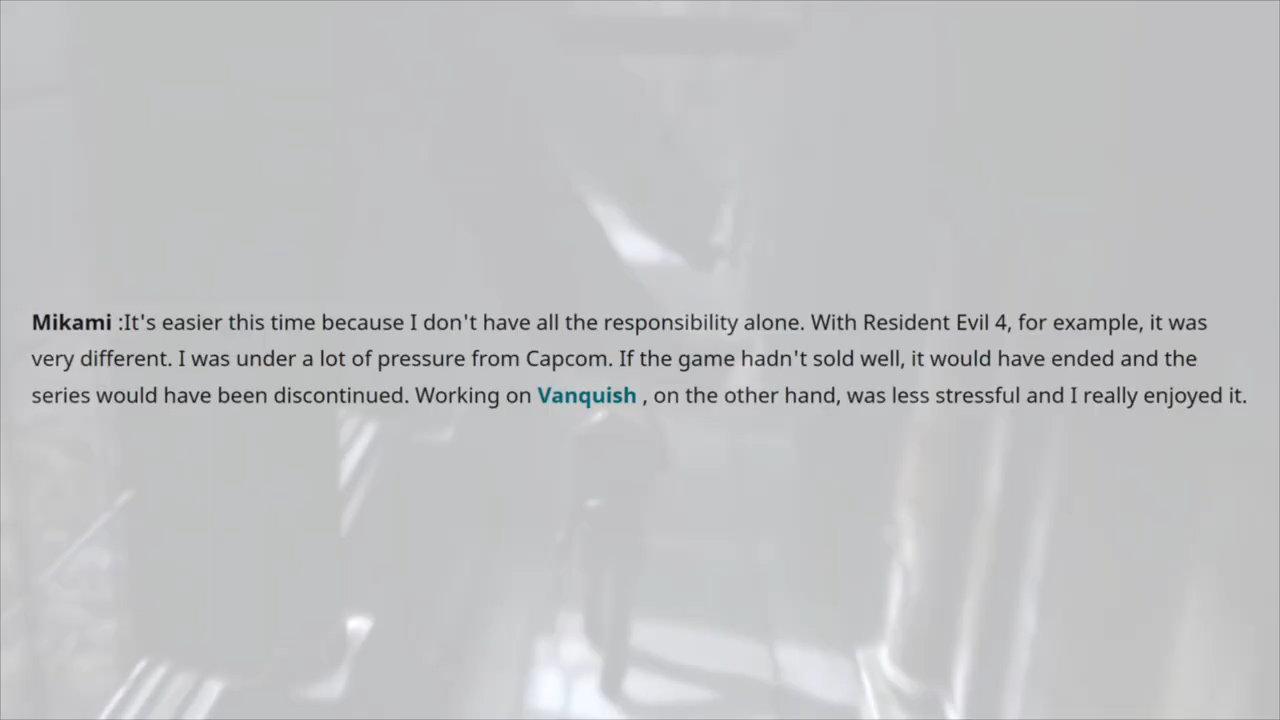 Mikami :It's easier this time because I don't have all the responsibility alone. With Resident Evil 4, for example, it was
very different. I was under a lot of pressure from Capcom. If the game hadn't sold well, it would have ended and the
series would have been discontinued. Working on Vanquish , on the other hand, was less stressful and I really enjoyed it.